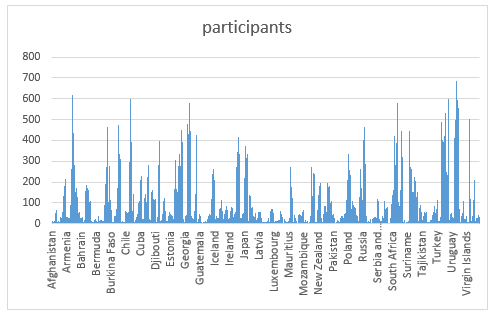 participants
800
700
600
500
400
300
200
100
0
Afghanistan
Armenia
Bahrain
Bermuda
Burkina Faso
Chile
Cuba
Djibouti
Estonia
Georgia
Guatemala
Iceland
Ireland
Japan
Latvia
Luxembourg
Mauritius
Mozambique
New Zealand
Pakistan
Poland
Russia
Serbia and...
South Africa
Suriname
Tajikistan
Turkey
Uruguay
Virgin Islands